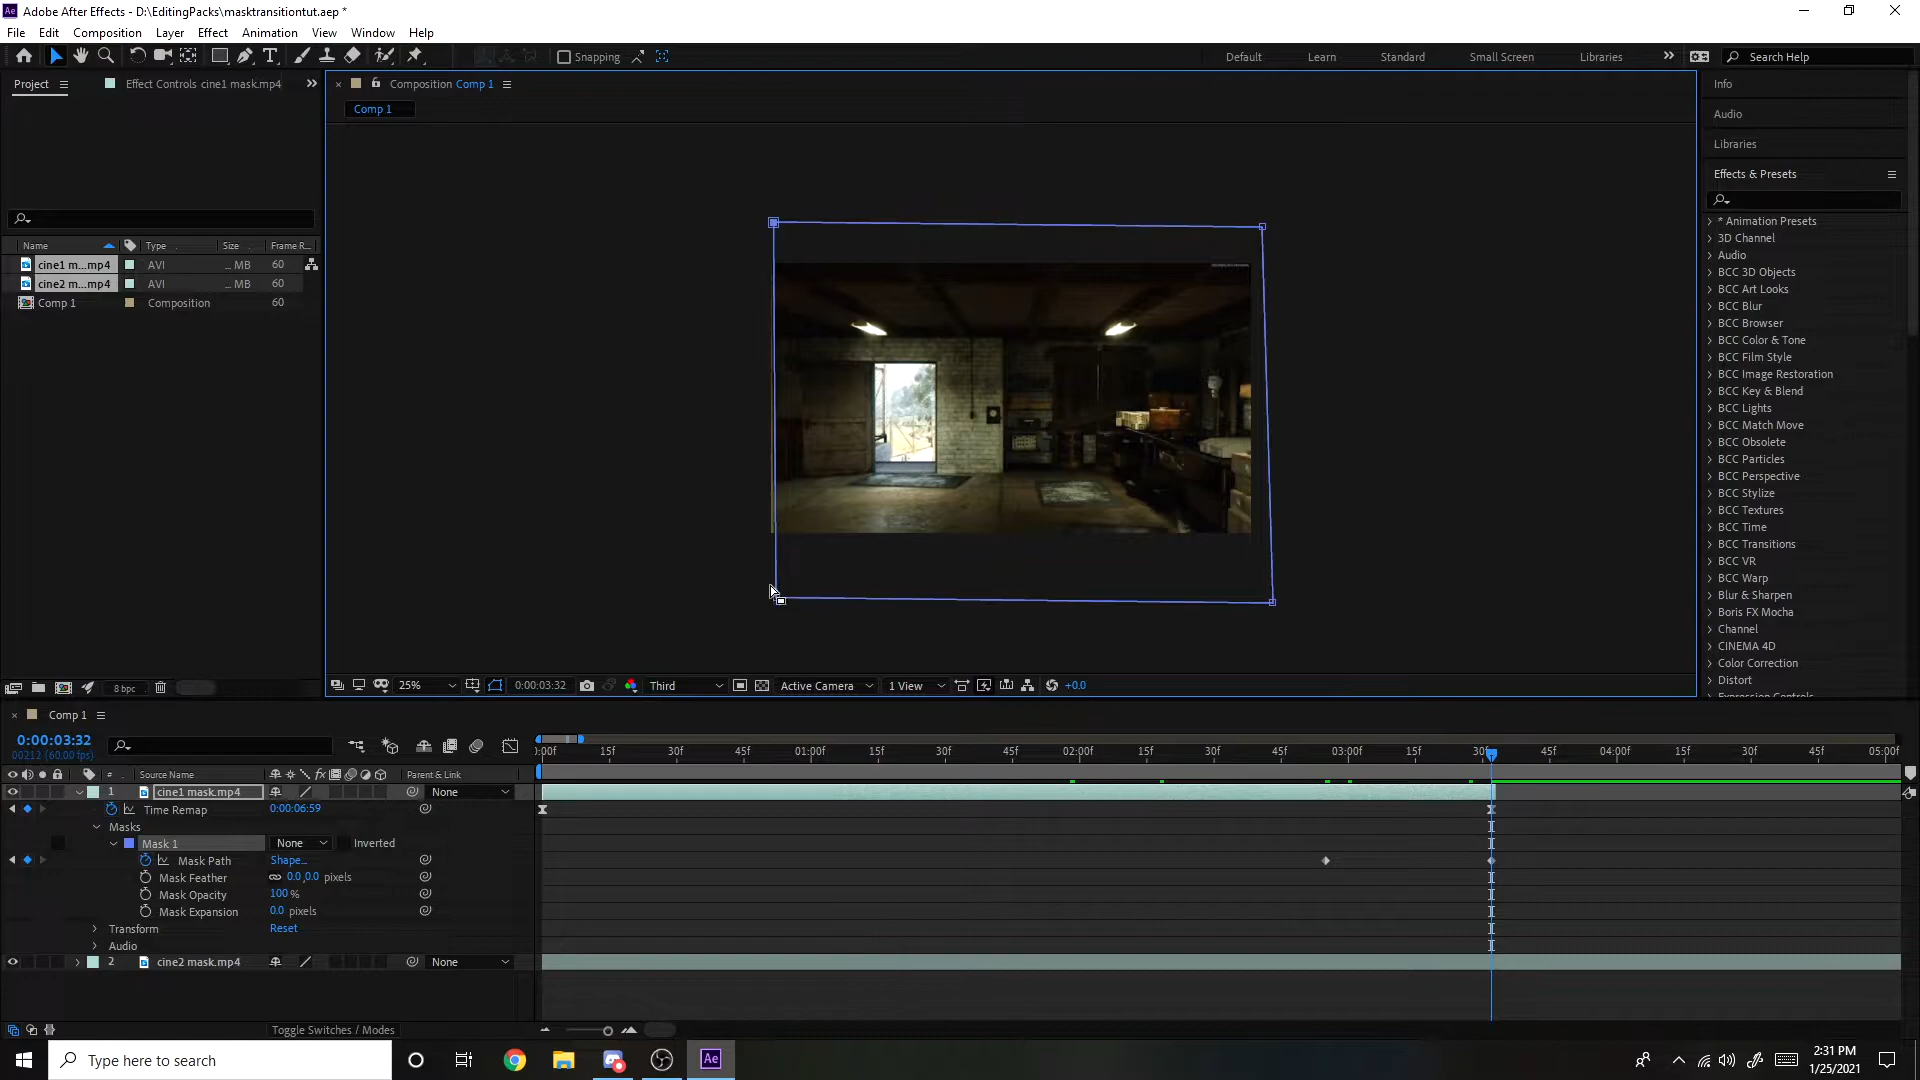 Adobe After Effects - D:\EditingPacks\masktransitiontut.aep *
File Edit Composition Layer Effect Animation View Window Help
Snapping
Default Learn Standard Small Screen Libraries
Search Help
Project
Effect Controls cine1 mask.mp4
Composition Comp 1
Comp 1
Name Type Size Frame R...
cine1 m...mp4 AVI ... MB 60
cine2 m...mp4 AVI ... MB 60
Comp 1 Composition 60
8 bpc
25% 0:00:03:32 Third Active Camera 1 View +0.0
Info
Audio
Libraries
Effects & Presets
* Animation Presets
3D Channel
Audio
BCC 3D Objects
BCC Art Looks
BCC Blur
BCC Browser
BCC Color & Tone
BCC Film Style
BCC Image Restoration
BCC Key & Blend
BCC Lights
BCC Match Move
BCC Obsolete
BCC Particles
BCC Perspective
BCC Stylize
BCC Textures
BCC Time
BCC Transitions
BCC VR
BCC Warp
Blur & Sharpen
Boris FX Mocha
Channel
CINEMA 4D
Color Correction
Distort
Expression Controls
Comp 1
0:00:03:32
00212 (60.00 fps)
:00f 15f 30f 45f 01:00f 15f 30f 45f 02:00f 15f 30f 45f 03:00f 15f 30f 45f 04:00f 15f 30f 45f 05:00f
# Source Name fx Parent & Link
1 cine1 mask.mp4 None
Time Remap 0:00:06:59
Masks
Mask 1 None Inverted
Mask Path Shape...
Mask Feather 0.0,0.0 pixels
Mask Opacity 100 %
Mask Expansion 0.0 pixels
Transform Reset
Audio
2 cine2 mask.mp4 None
Toggle Switches / Modes
Type here to search
Ae
2:31 PM
1/25/2021